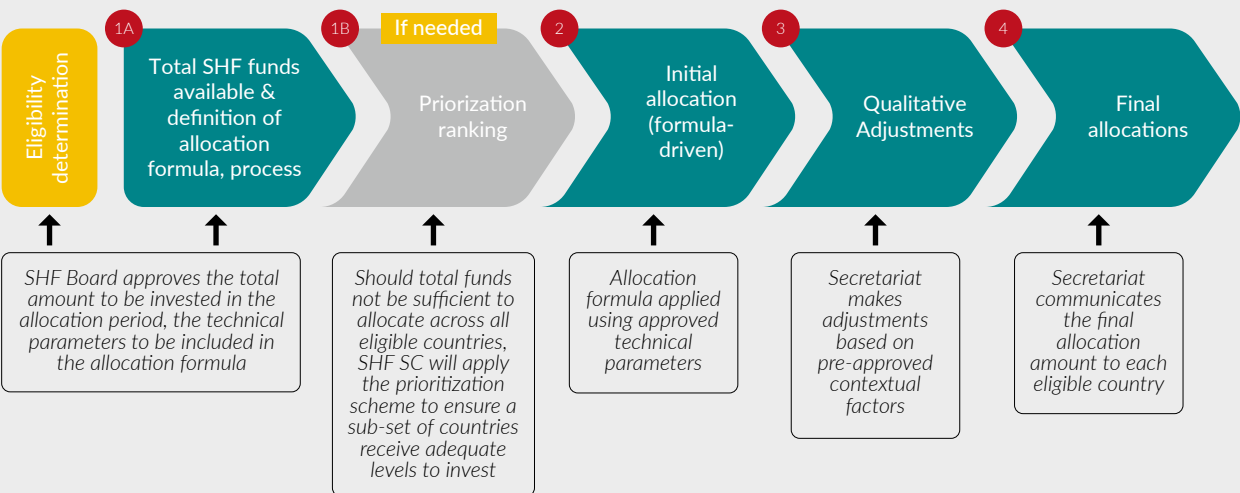 Eligibility
determination
1A
Total SHF funds
available &
definition of
allocation
formula, process
1B
If needed
Priorization
ranking
2
Initial
allocation
(formula-
driven)
3
Qualitative
Adjustments
4
Final
allocations
SHF Board approves the total
amount to be invested in the
allocation period, the technical
parameters to be included in
the allocation formula
Should total funds
not be sufficient to
allocate across all
eligible countries,
SHF SC will apply
the prioritization
scheme to ensure a
sub-set of countries
receive adequate
levels to invest
Allocation
formula applied
using approved
technical
parameters
Secretariat
makes
adjustments
based on
pre-approved
contextual
factors
Secretariat
communicates
the final
allocation
amount to each
eligible country